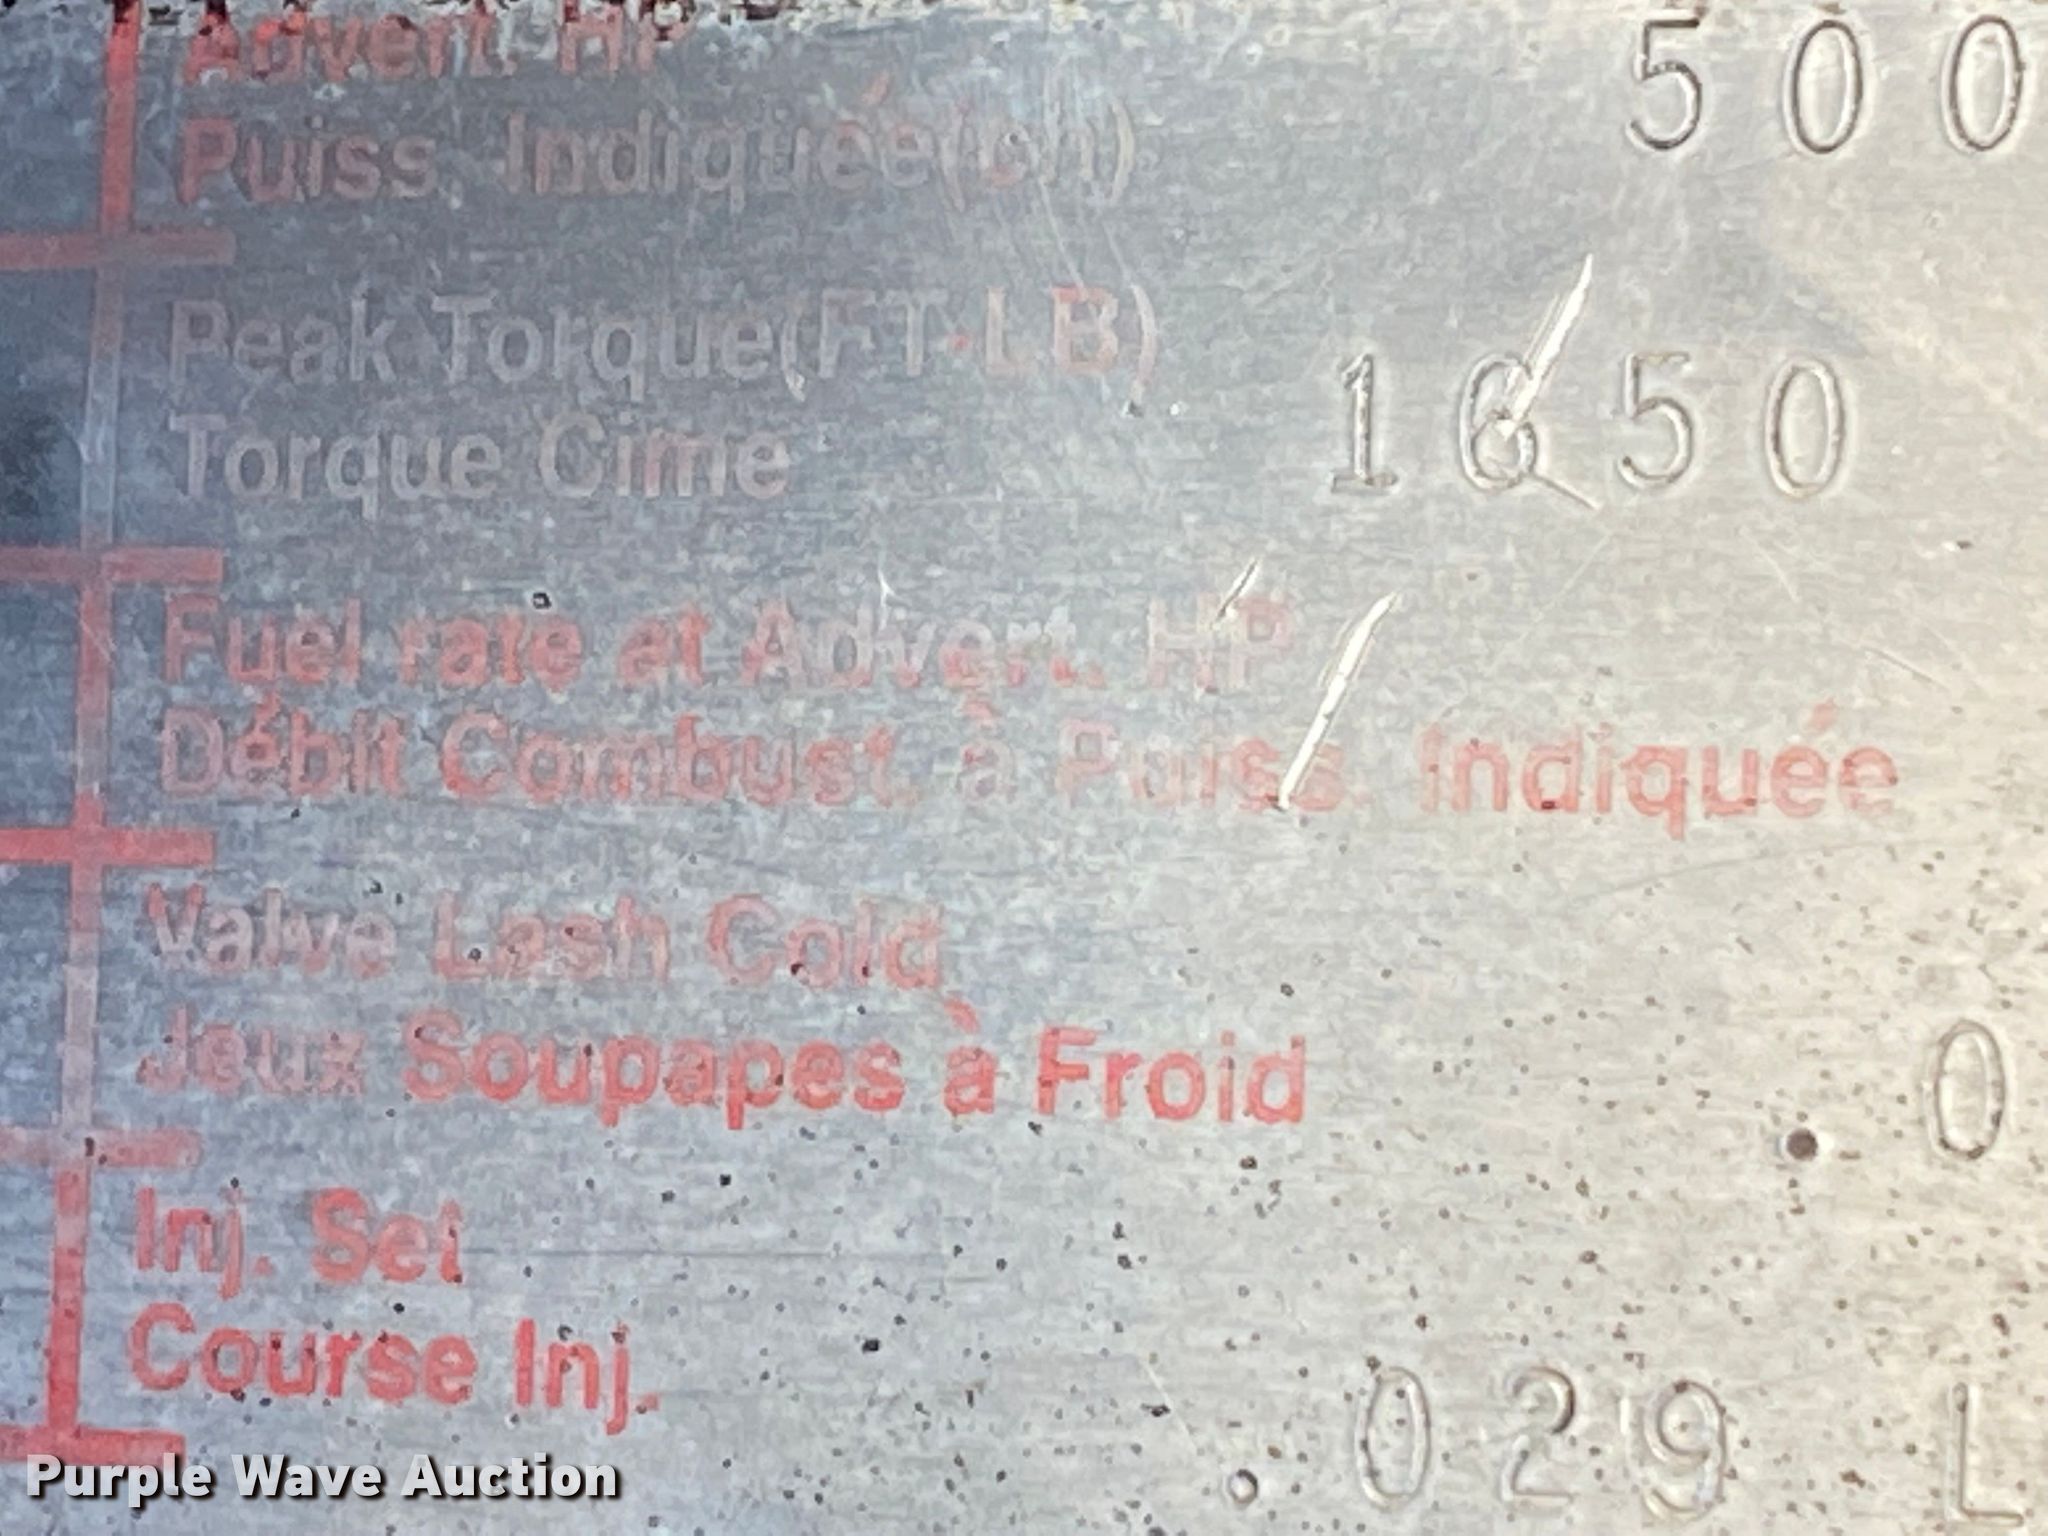 Advert. HP 500
Puiss. Indiquée(ch)
Peak Torque(FT-LB) 1650
Torque Cime
Fuel rate at Advert. HP
Débit Combust. à Puiss. Indiquée
Valve Lash Cold
Jeux Soupapes à Froid .0
Inj. Set
Course Inj. .029 L
Purple Wave Auction